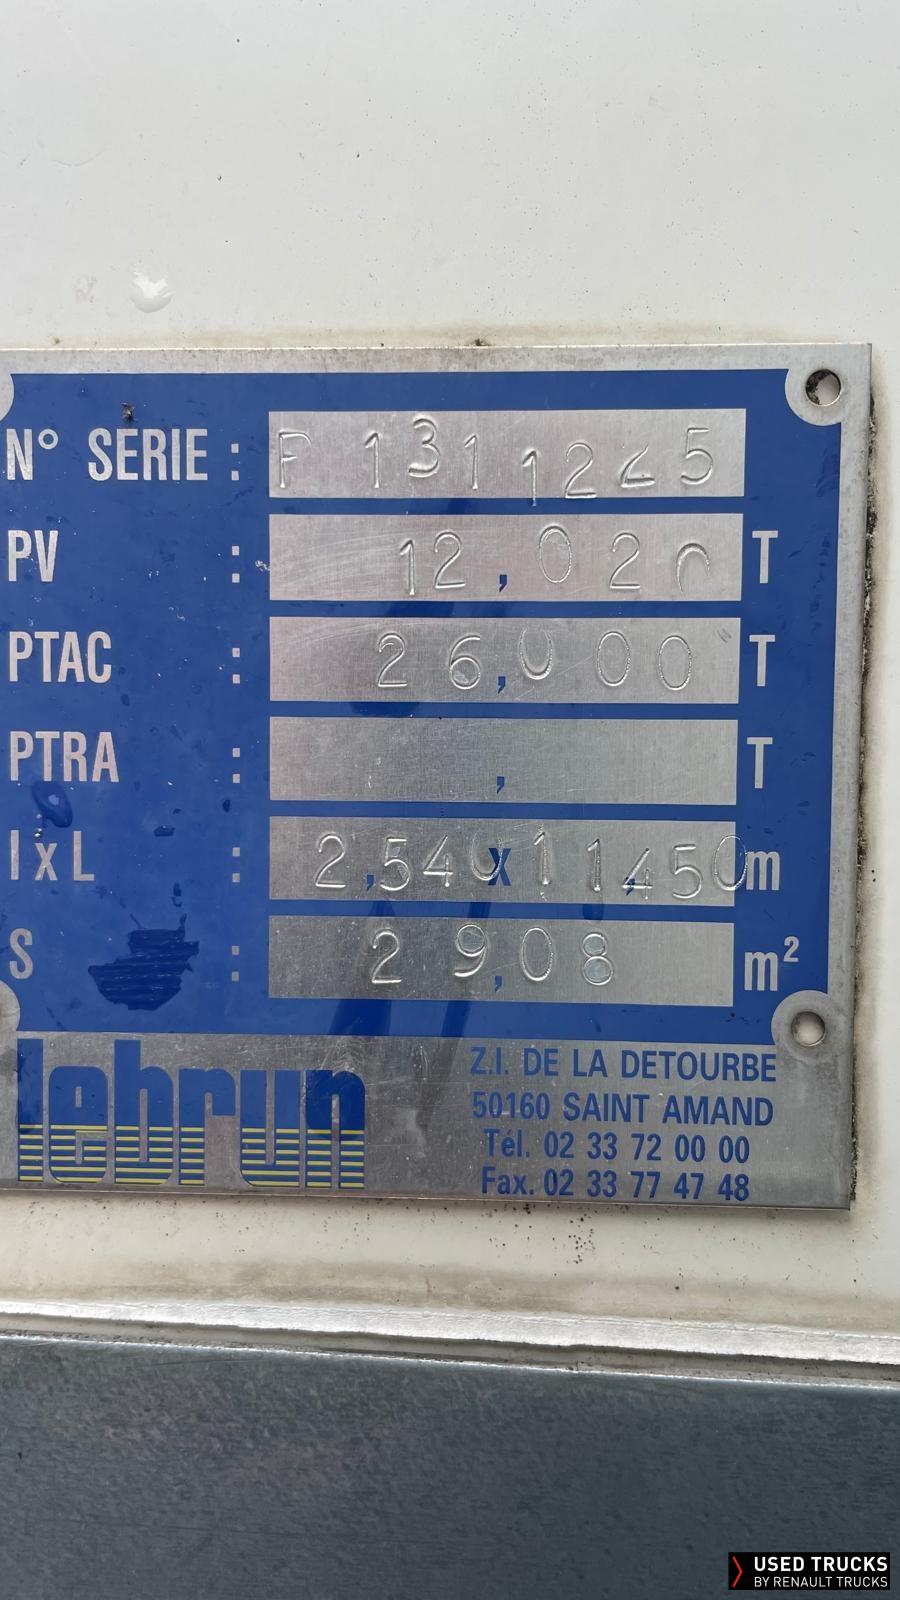 N° SERIE : F 1311225
PV : 12,020 T
PTAC : 26,000 T
PTRA : , T
l x L : 2,540 x 11,450 m
S : 29,08 m²
lebrun
Z.I. DE LA DETOURBE
50160 SAINT AMAND
Tél. 02 33 72 00 00
Fax. 02 33 77 47 48
USED TRUCKS
BY RENAULT TRUCKS